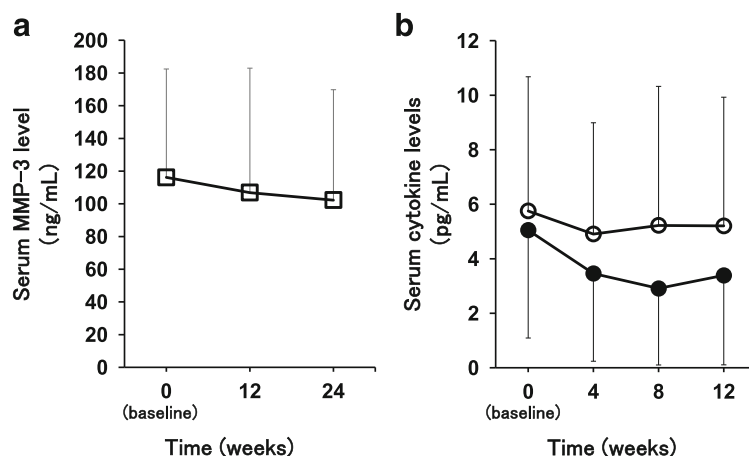 a
200
180
160
140
120
100
80
60
40
20
0
Serum MMP-3 level
(ng/mL)
0
12
24
(baseline)
Time (weeks)
b
12
10
8
6
4
2
0
Serum cytokine levels
(pg/mL)
0
4
8
12
(baseline)
Time (weeks)